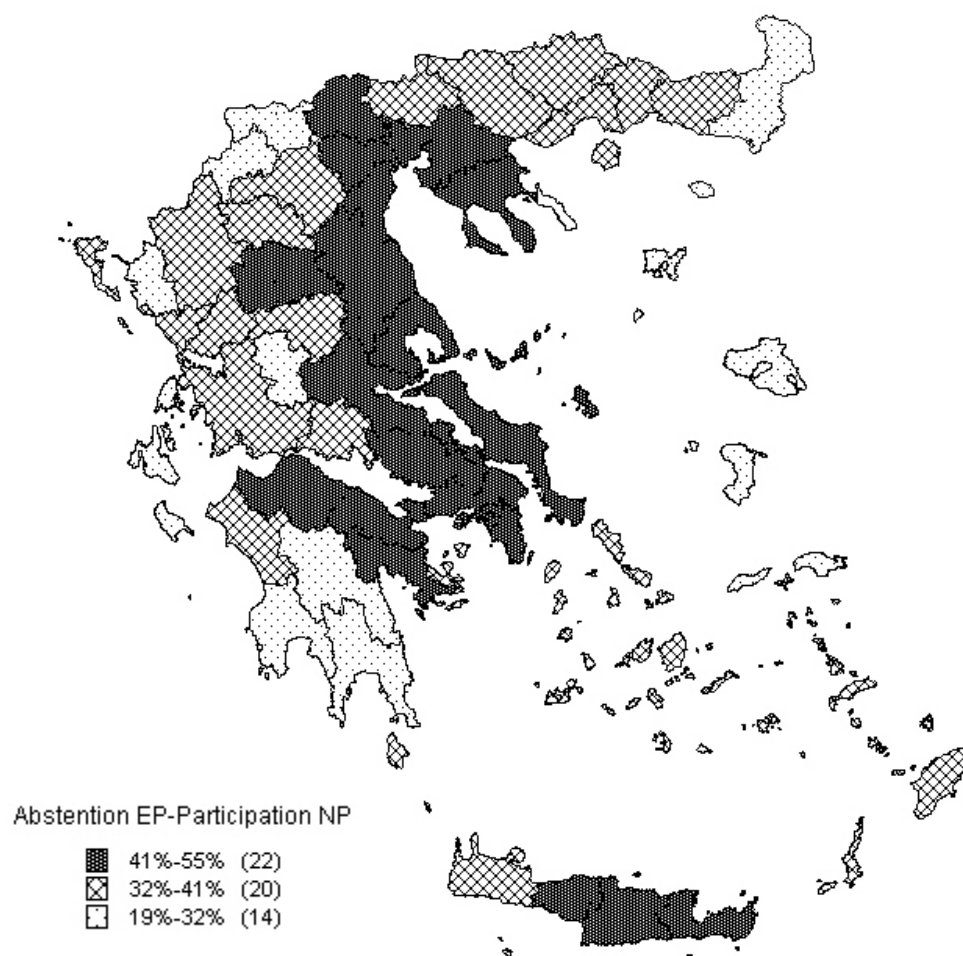 Abstention EP-Participation NP
41%-55% (22)
32%-41% (20)
19%-32% (14)